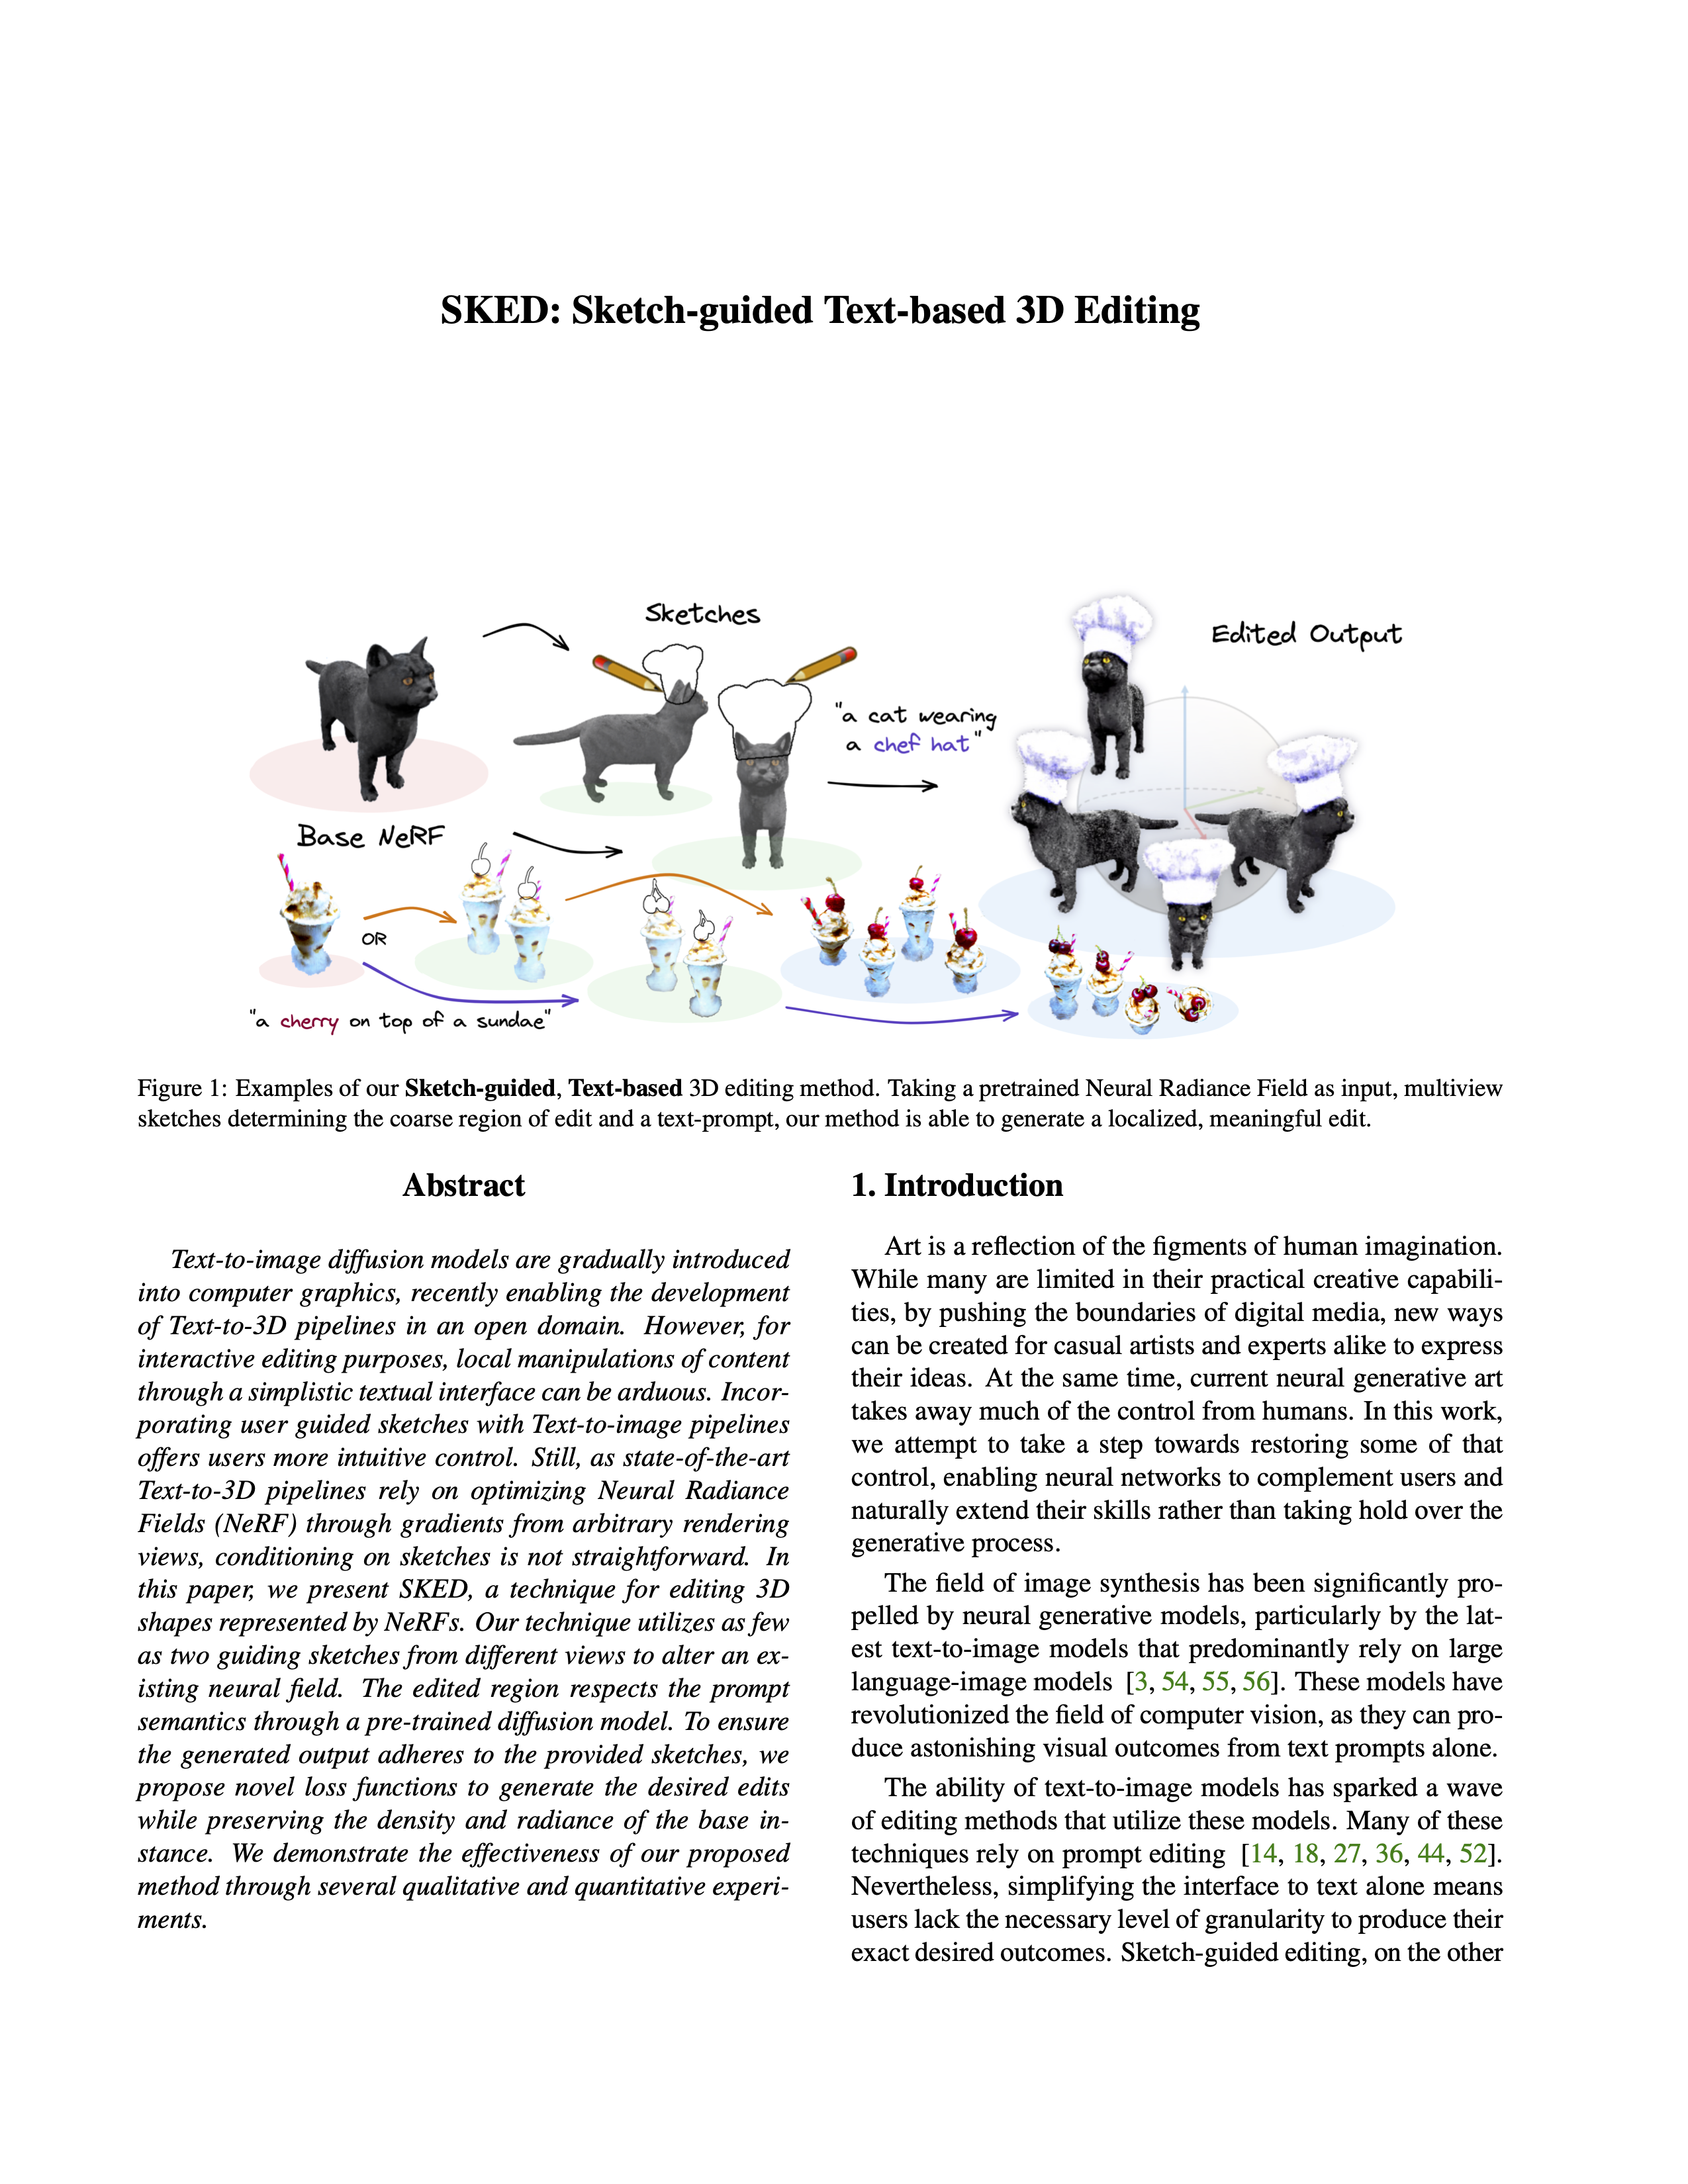 SKED: Sketch-guided Text-based 3D Editing
Sketches
Edited Output
"a cat wearing
a chef hat"
Base NeRF
OR
"a cherry on top of a sundae"
Figure 1: Examples of our Sketch-guided, Text-based 3D editing method. Taking a pretrained Neural Radiance Field as input, multiview
sketches determining the coarse region of edit and a text-prompt, our method is able to generate a localized, meaningful edit.
Abstract
Text-to-image diffusion models are gradually introduced
into computer graphics, recently enabling the development
of Text-to-3D pipelines in an open domain. However, for
interactive editing purposes, local manipulations of content
through a simplistic textual interface can be arduous. Incor-
porating user guided sketches with Text-to-image pipelines
offers users more intuitive control. Still, as state-of-the-art
Text-to-3D pipelines rely on optimizing Neural Radiance
Fields (NeRF) through gradients from arbitrary rendering
views, conditioning on sketches is not straightforward. In
this paper, we present SKED, a technique for editing 3D
shapes represented by NeRFs. Our technique utilizes as few
as two guiding sketches from different views to alter an ex-
isting neural field. The edited region respects the prompt
semantics through a pre-trained diffusion model. To ensure
the generated output adheres to the provided sketches, we
propose novel loss functions to generate the desired edits
while preserving the density and radiance of the base in-
stance. We demonstrate the effectiveness of our proposed
method through several qualitative and quantitative experi-
ments.
1. Introduction
Art is a reflection of the figments of human imagination.
While many are limited in their practical creative capabili-
ties, by pushing the boundaries of digital media, new ways
can be created for casual artists and experts alike to express
their ideas. At the same time, current neural generative art
takes away much of the control from humans. In this work,
we attempt to take a step towards restoring some of that
control, enabling neural networks to complement users and
naturally extend their skills rather than taking hold over the
generative process.
The field of image synthesis has been significantly pro-
pelled by neural generative models, particularly by the lat-
est text-to-image models that predominantly rely on large
language-image models [3, 54, 55, 56]. These models have
revolutionized the field of computer vision, as they can pro-
duce astonishing visual outcomes from text prompts alone.
The ability of text-to-image models has sparked a wave
of editing methods that utilize these models. Many of these
techniques rely on prompt editing [14, 18, 27, 36, 44, 52].
Nevertheless, simplifying the interface to text alone means
users lack the necessary level of granularity to produce their
exact desired outcomes. Sketch-guided editing, on the other